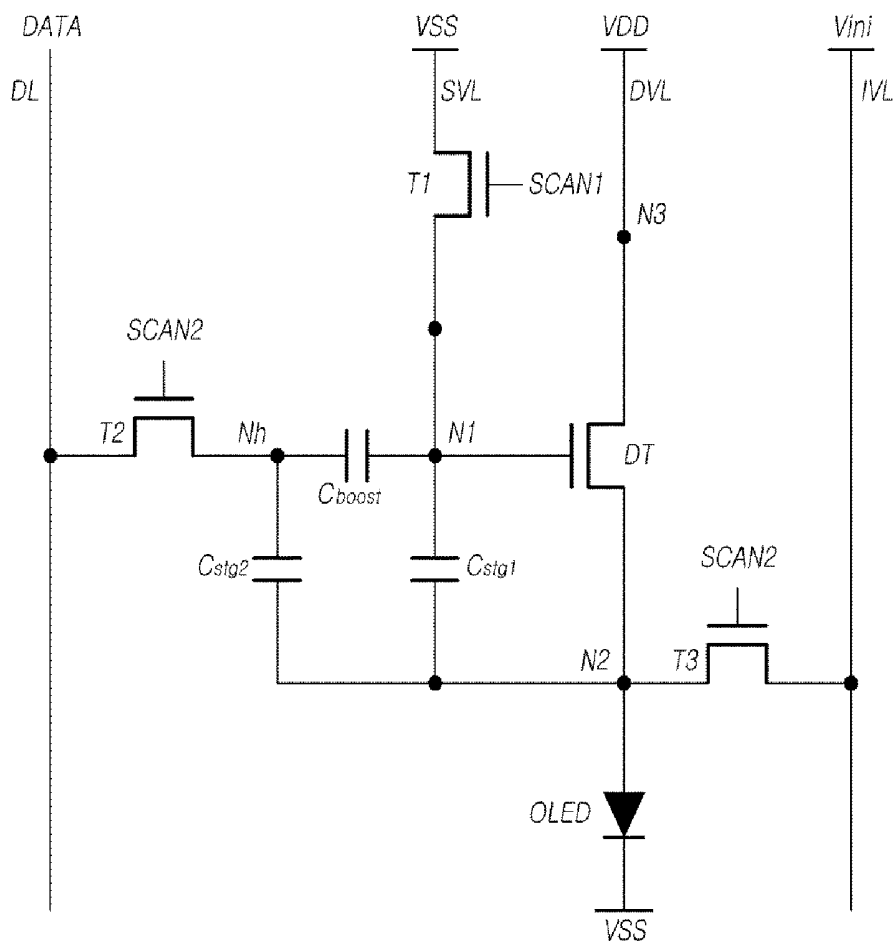 DATA
VSS
VDD
Vini
DL
SVL
DVL
IVL
T1
SCAN1
N3
SCAN2
T2
Nh
N1
DT
Cboost
Cstg2
Cstg1
SCAN2
N2
T3
OLED
VSS